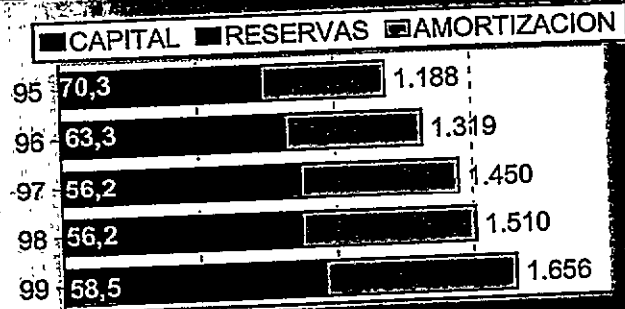 CAPITAL RESERVAS AMORTIZACION
95 70,3 1.188
96 63,3 1.319
97 56,2 1.450
98 56,2 1.510
99 58,5 1.656